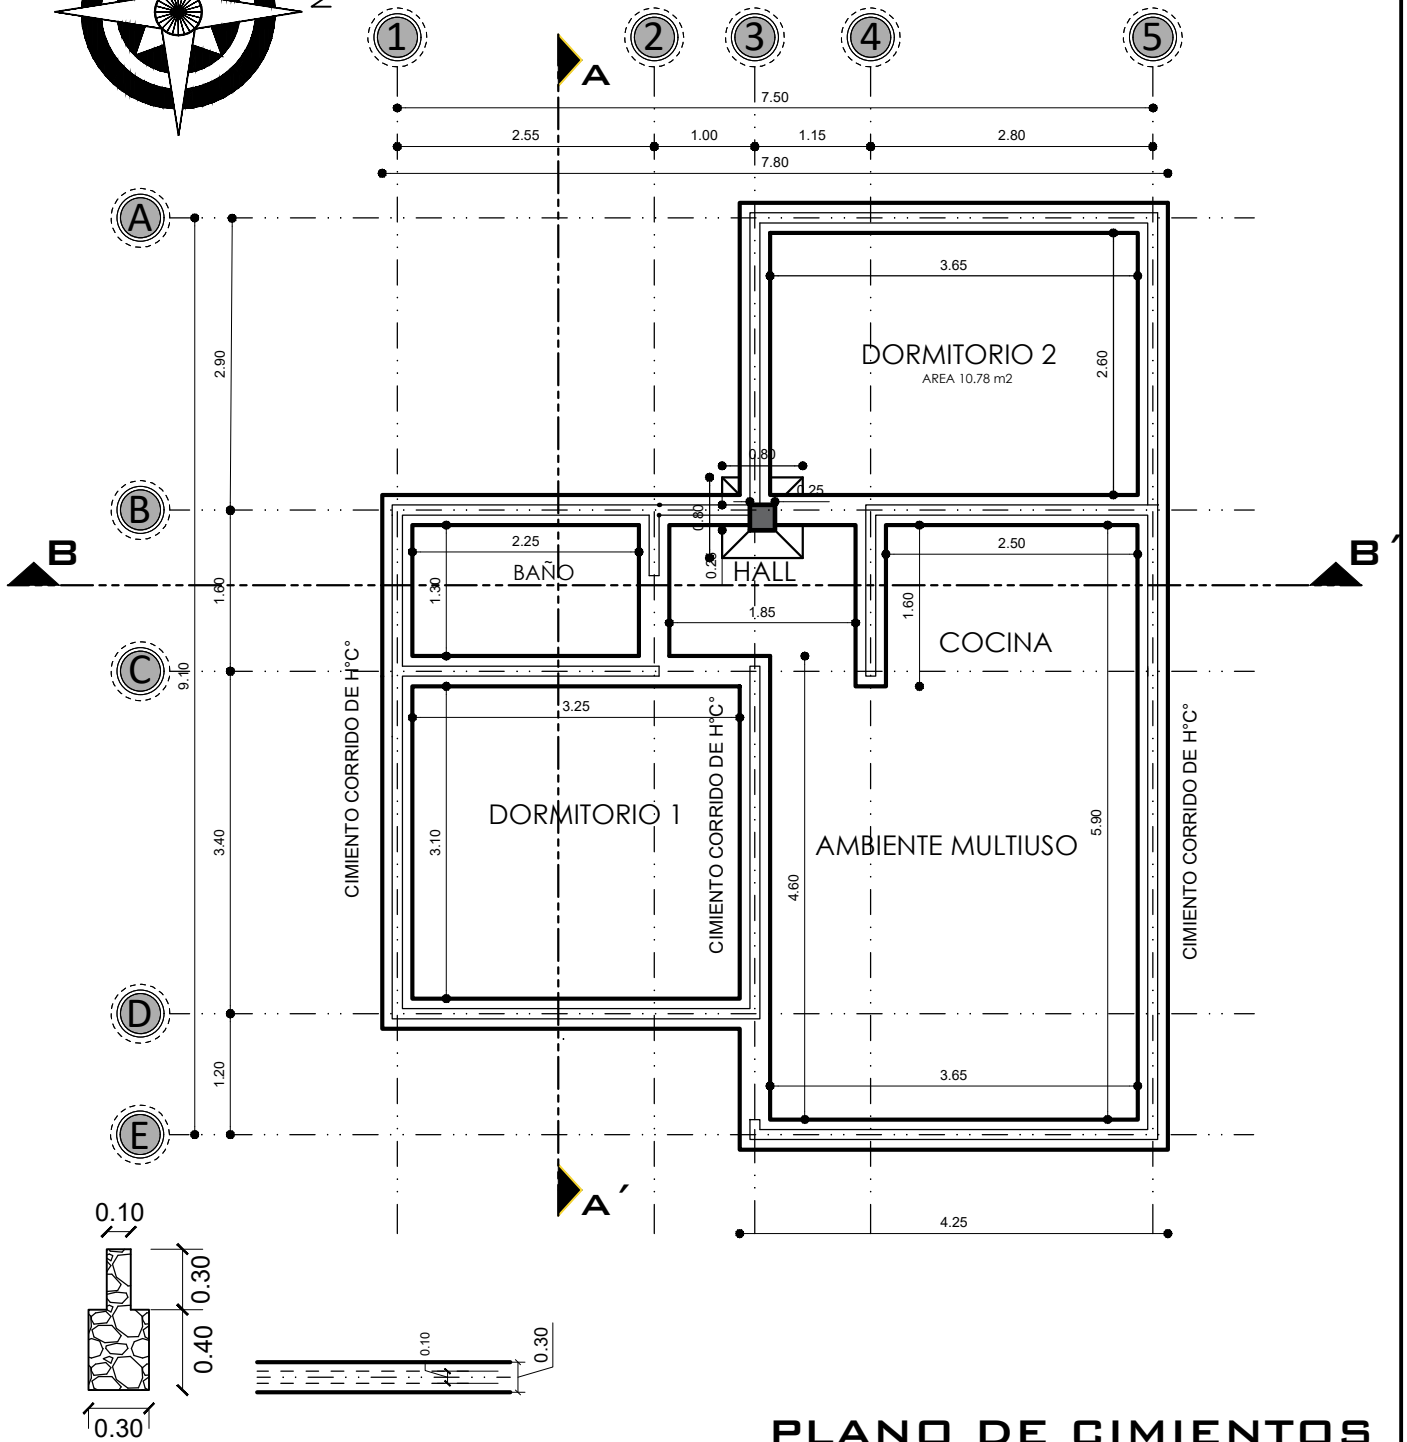 N
1
2
3
4
5
A
7.50
2.55
1.00
1.15
2.80
7.80
A
3.65
2.90
DORMITORIO 2
2.60
AREA 10.78 m2
0.80
0.25
B
0.80
B
2.25
2.50
B´
BAÑO
0.25
HALL
1.60
1.30
1.60
1.85
COCINA
C
9.10
3.25
CIMIENTO CORRIDO DE H°C°
CIMIENTO CORRIDO DE H°C°
CIMIENTO CORRIDO DE H°C°
DORMITORIO 1
3.40
3.10
5.90
AMBIENTE MULTIUSO
4.60
D
1.20
3.65
E
A´
0.10
4.25
0.30
0.40
0.10
0.30
0.30
PLANO DE CIMIENTOS